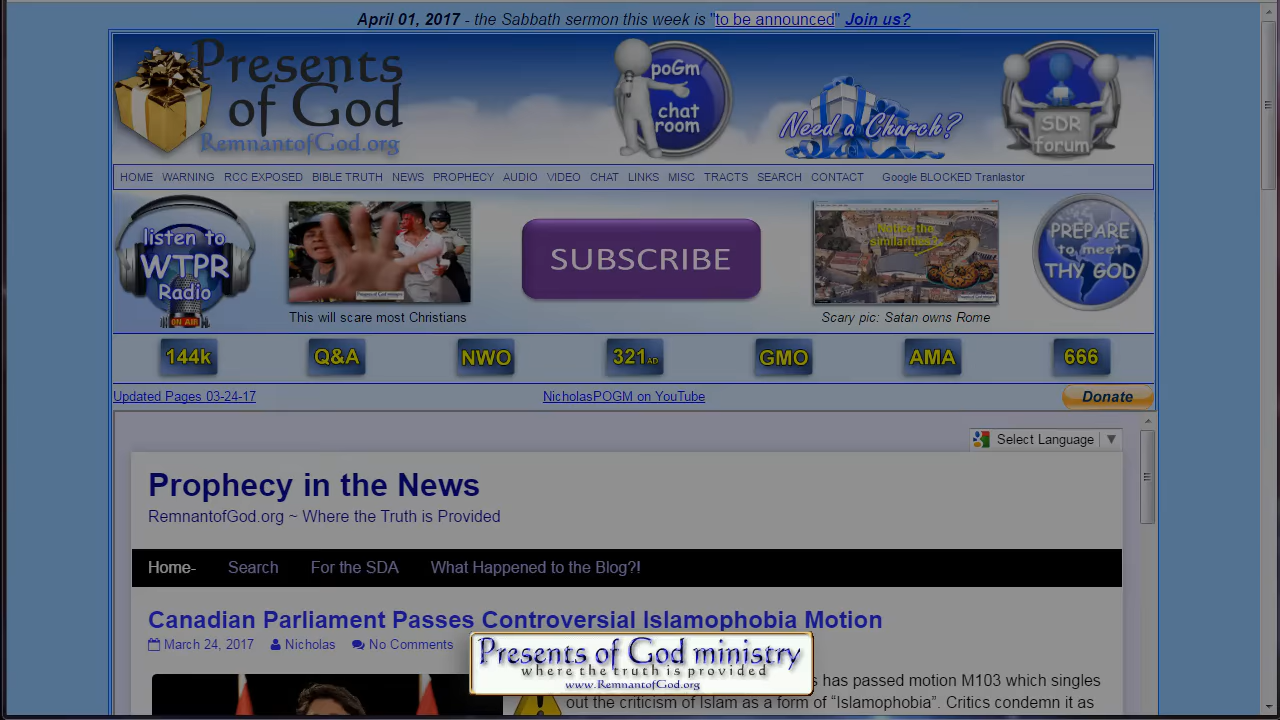 April 01, 2017 - the Sabbath sermon this week is "to be announced" Join us?
Presents
of God
RemnantofGod.org
poGm
chat
room
Need a Church?
SDR
forum
HOME WARNING RCC EXPOSED BIBLE TRUTH NEWS PROPHECY AUDIO VIDEO CHAT LINKS MISC TRACTS SEARCH CONTACT Google BLOCKED Tranlastor
listen to
WTPR
Radio
ON AIR
This will scare most Christians
SUBSCRIBE
Notice the
similarities?
Scary pic: Satan owns Rome
PREPARE
to meet
THY GOD
144k Q&A NWO 321AD GMO AMA 666
Updated Pages 03-24-17 NicholasPOGM on YouTube Donate
Select Language
Prophecy in the News
RemnantofGod.org ~ Where the Truth is Provided
Home- Search For the SDA What Happened to the Blog?!
Canadian Parliament Passes Controversial Islamophobia Motion
March 24, 2017 Nicholas No Comments
Presents of God ministry
where the truth is provided
www.RemnantofGod.org
has passed motion M103 which singles
out the criticism of Islam as a form of “Islamophobia”. Critics condemn it as